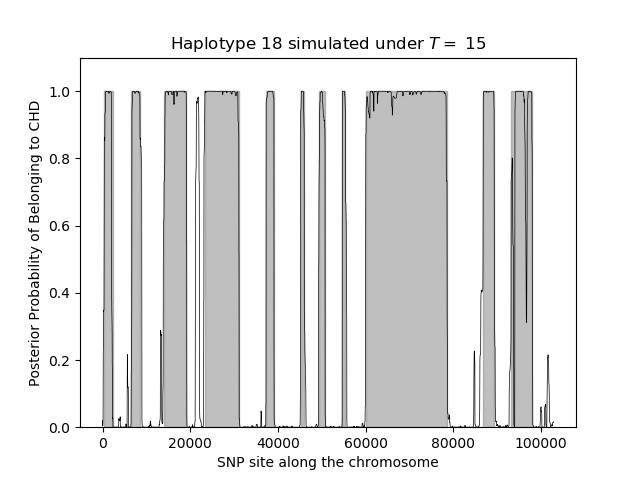 Haplotype 18 simulated under T = 15
Posterior Probability of Belonging to CHD
1.0
0.8
0.6
0.4
0.2
0.0
0 20000 40000 60000 80000 100000
SNP site along the chromosome